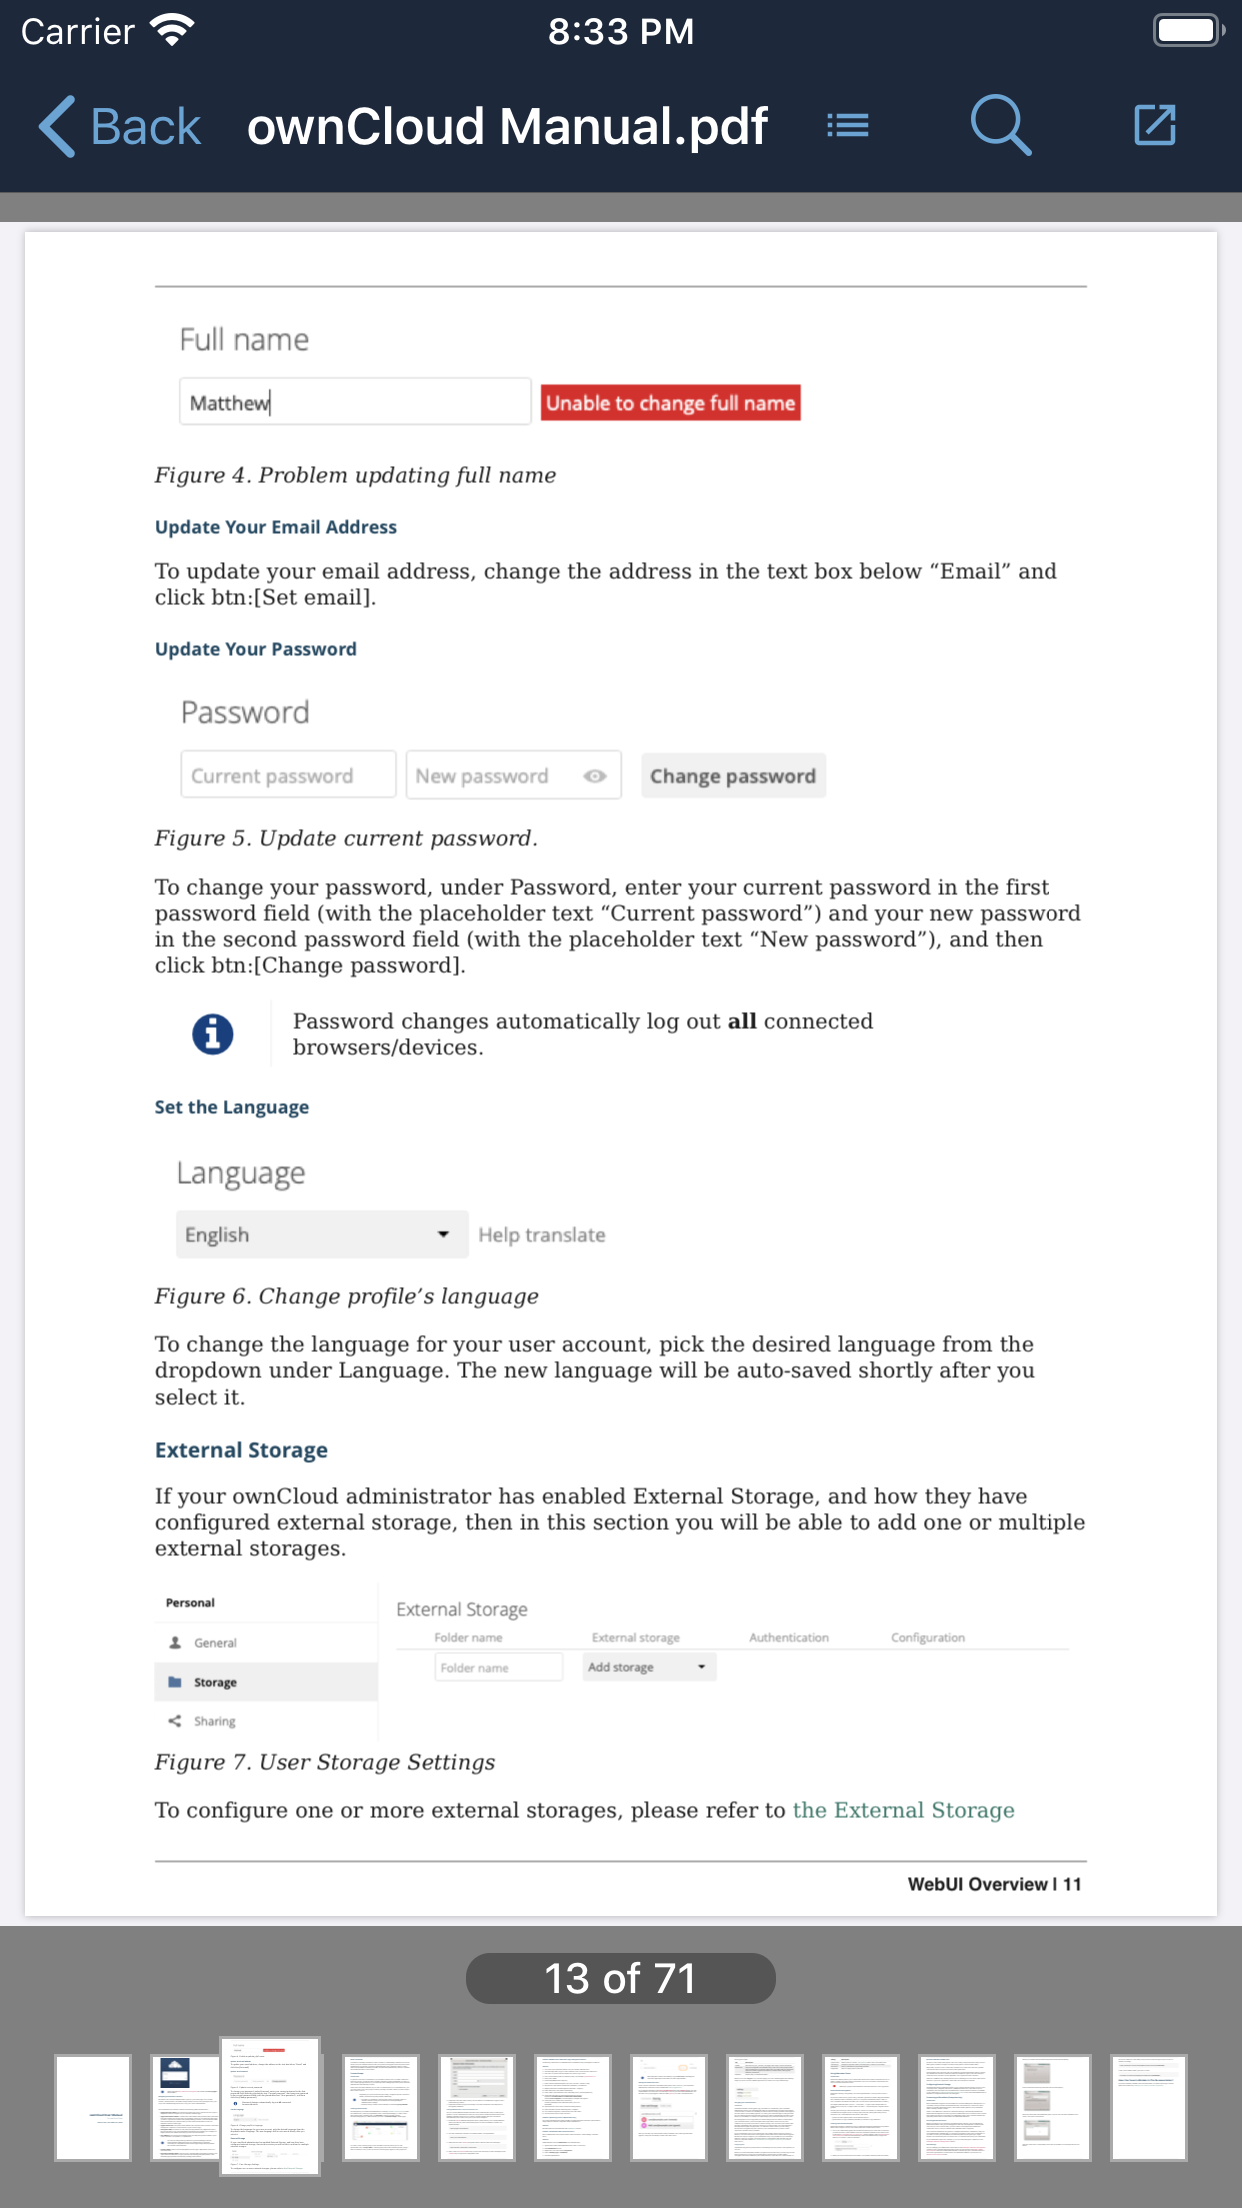 Carrier 8:33 PM
Back ownCloud Manual.pdf
Full name
Matthew Unable to change full name
Figure 4. Problem updating full name
Update Your Email Address
To update your email address, change the address in the text box below “Email” and
click btn:[Set email].
Update Your Password
Password
Current password New password Change password
Figure 5. Update current password.
To change your password, under Password, enter your current password in the first
password field (with the placeholder text “Current password”) and your new password
in the second password field (with the placeholder text “New password”), and then
click btn:[Change password].
Password changes automatically log out all connected
browsers/devices.
Set the Language
Language
English Help translate
Figure 6. Change profile’s language
To change the language for your user account, pick the desired language from the
dropdown under Language. The new language will be auto-saved shortly after you
select it.
External Storage
If your ownCloud administrator has enabled External Storage, and how they have
configured external storage, then in this section you will be able to add one or multiple
external storages.
Personal
General
Storage
Sharing
External Storage
Folder name External storage Authentication Configuration
Folder name Add storage
Figure 7. User Storage Settings
To configure one or more external storages, please refer to the External Storage
WebUI Overview | 11
13 of 71